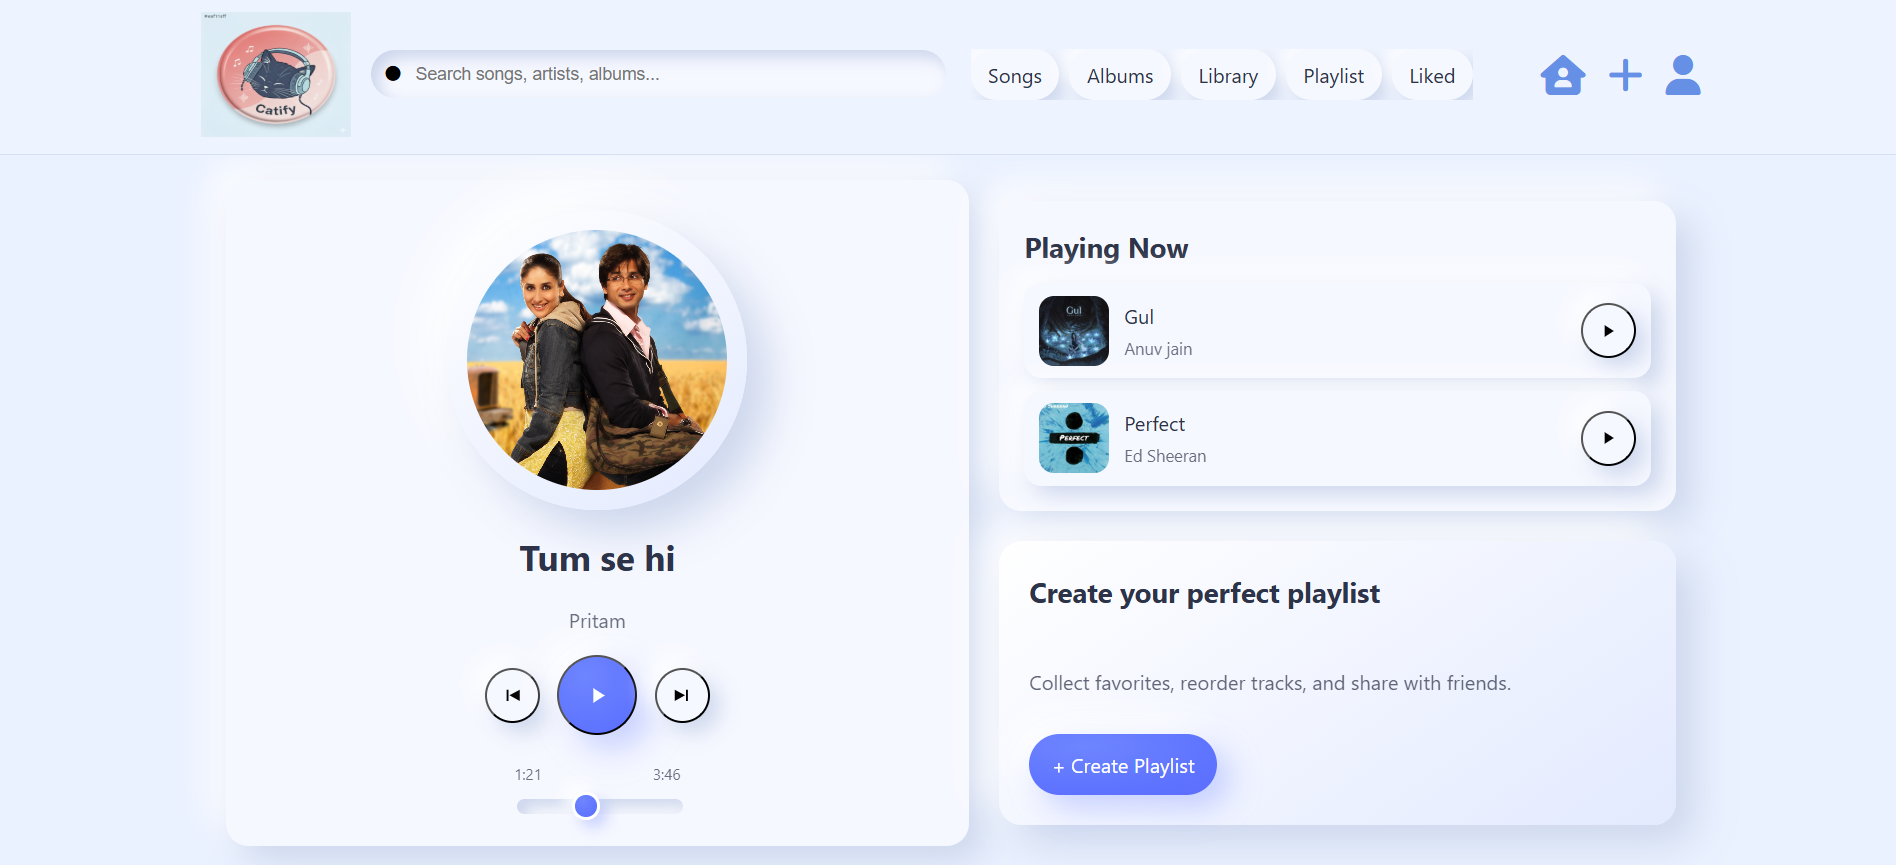 Catify
Search songs, artists, albums...
Songs
Albums
Library
Playlist
Liked
Tum se hi
Pritam
1:21
3:46
Playing Now
Gul
Gul
Anuv jain
PERFECT
Perfect
Ed Sheeran
Create your perfect playlist
Collect favorites, reorder tracks, and share with friends.
+ Create Playlist